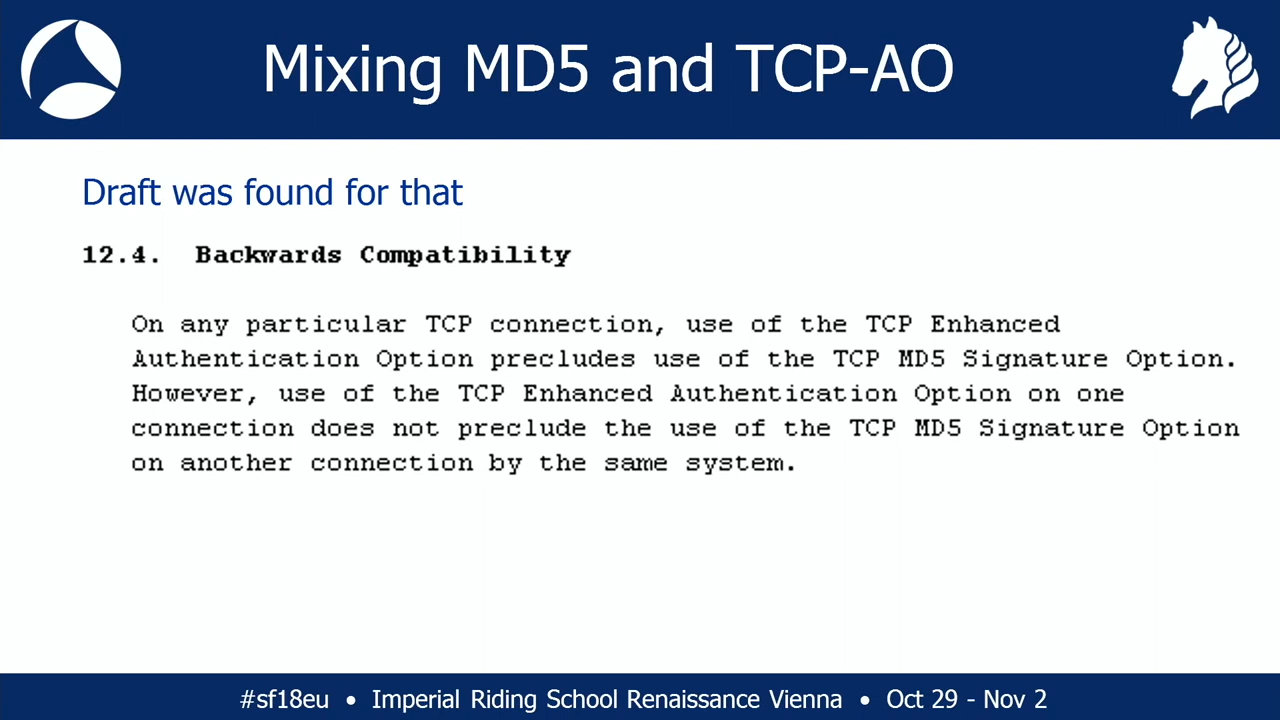 Mixing MD5 and TCP-AO
Draft was found for that
12.4. Backwards Compatibility
On any particular TCP connection, use of the TCP Enhanced
Authentication Option precludes use of the TCP MD5 Signature Option.
However, use of the TCP Enhanced Authentication Option on one
connection does not preclude the use of the TCP MD5 Signature Option
on another connection by the same system.
#sf18eu • Imperial Riding School Renaissance Vienna • Oct 29 - Nov 2